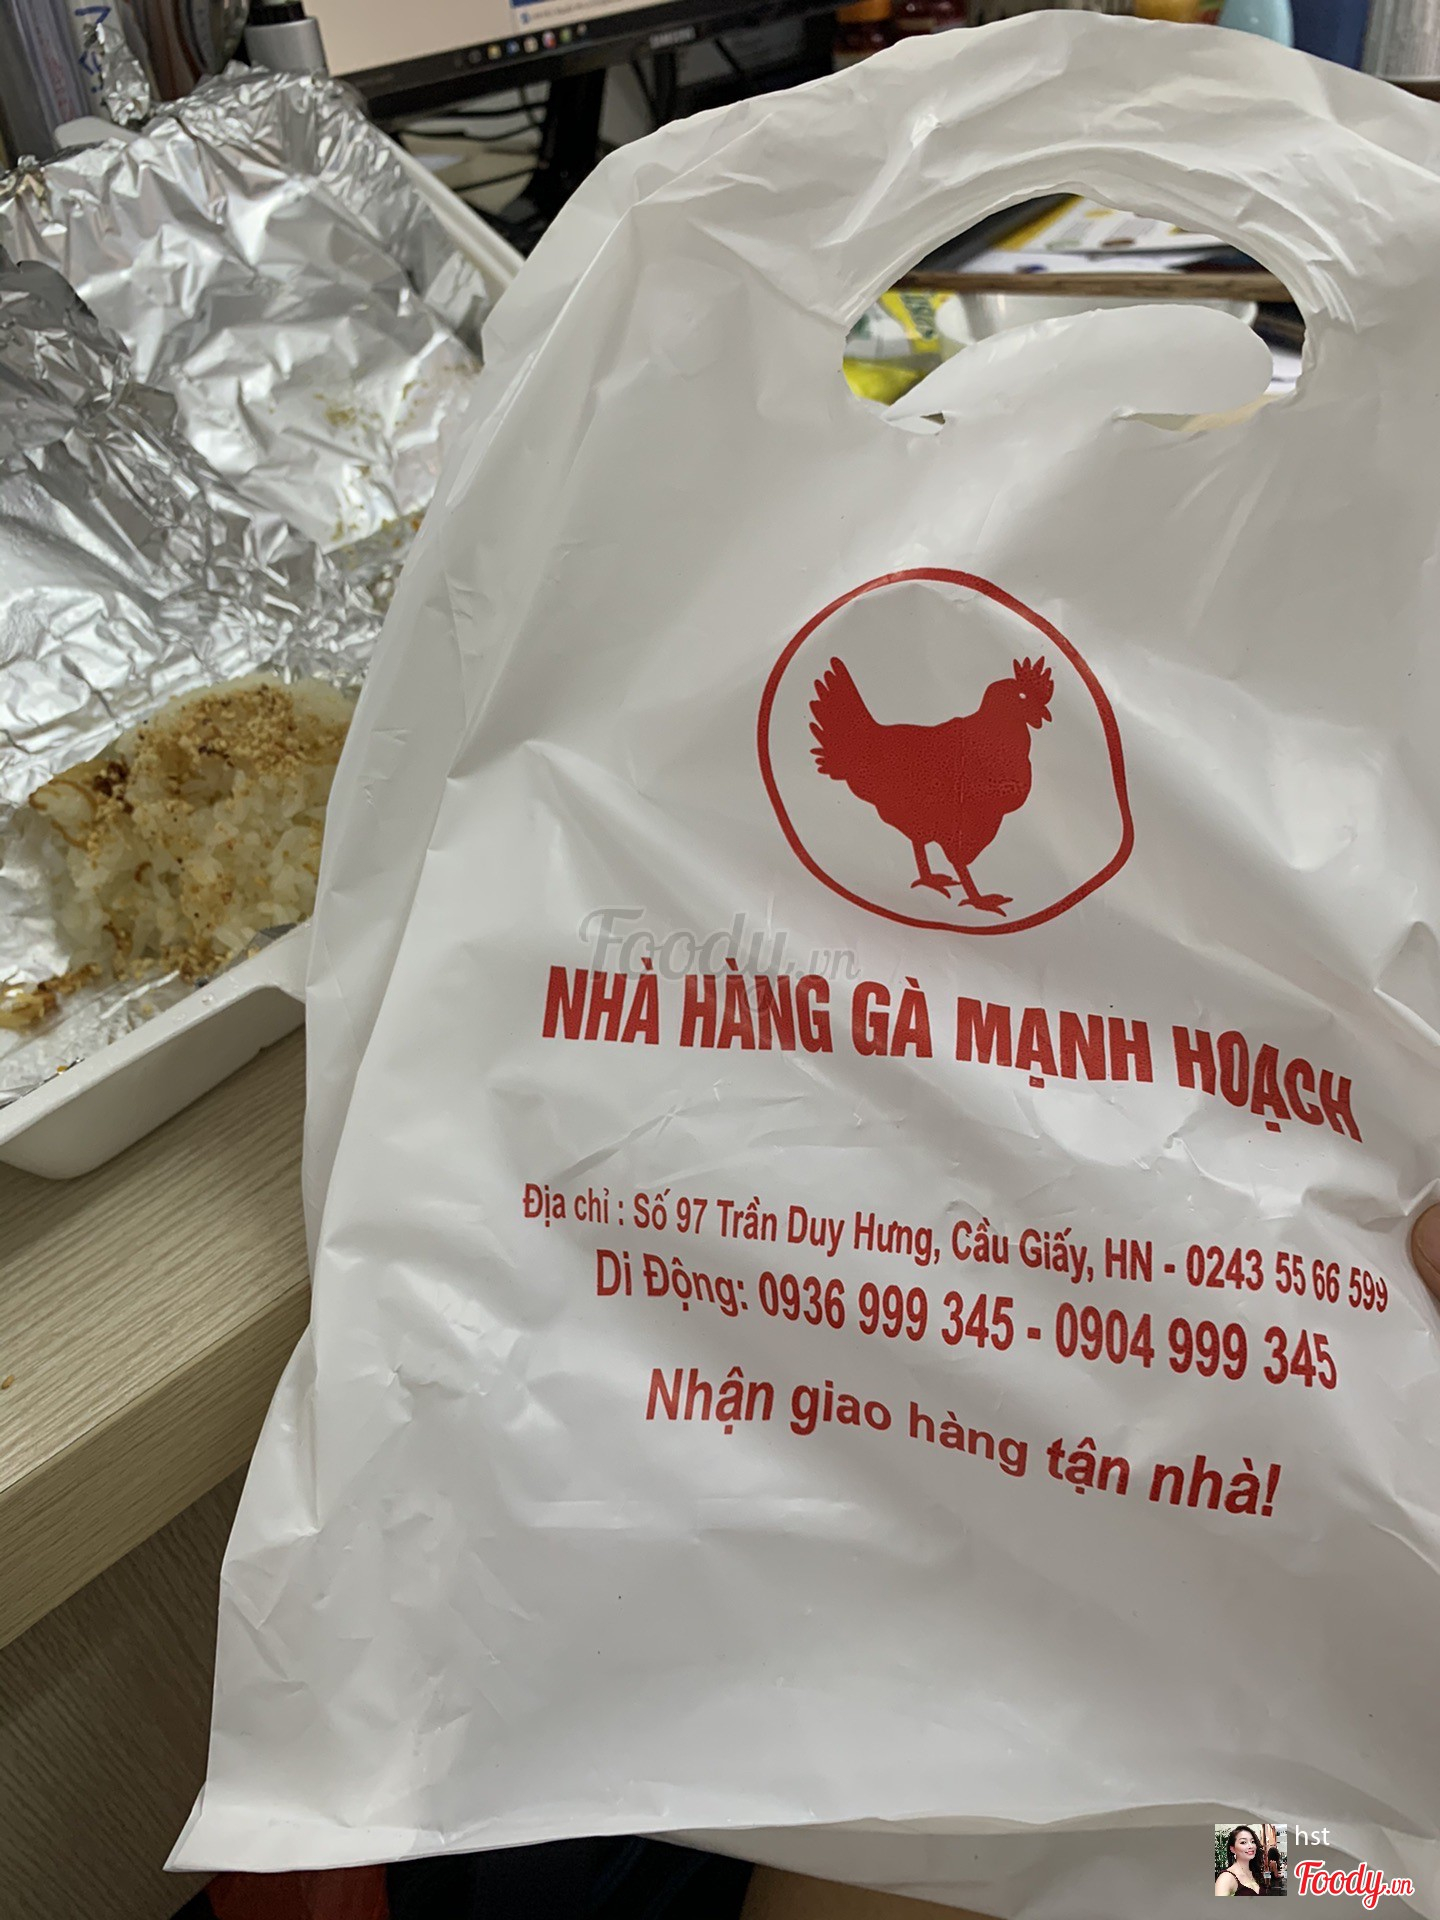 SAMSUNG
Foody.vn
NHÀ HÀNG GÀ MẠNH HOẠCH
Địa chỉ : Số 97 Trần Duy Hưng, Cầu Giấy, HN - 0243 55 66 599
Di Động: 0936 999 345 - 0904 999 345
Nhận giao hàng tận nhà!
hst
Foody.vn